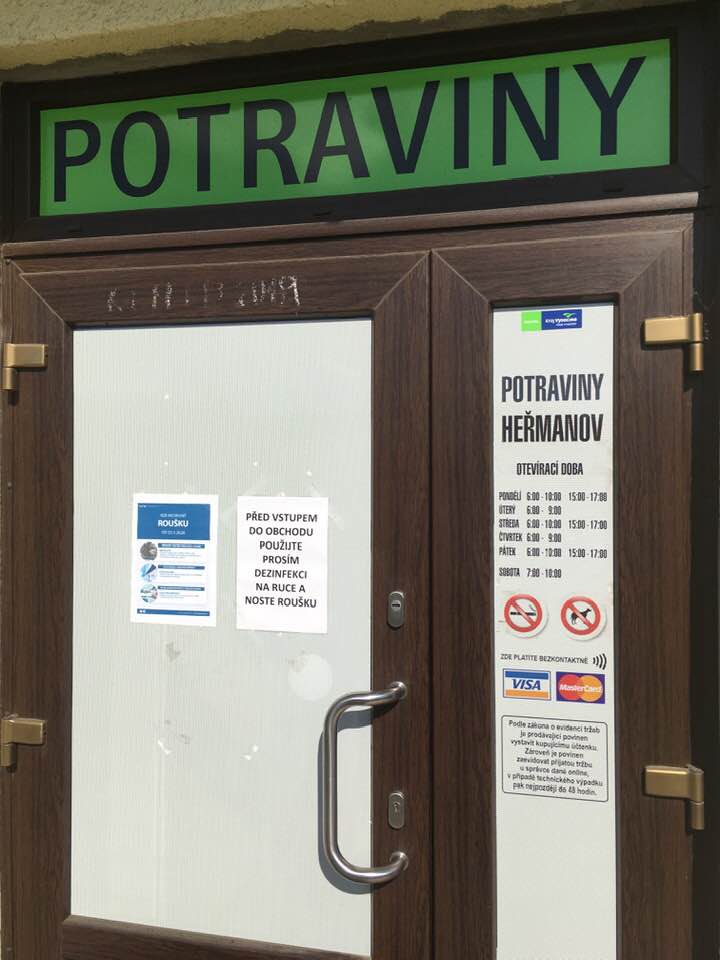 POTRAVINY
POTRAVINY
HEŘMANOV
OTEVÍRACÍ DOBA
PONDĚLÍ 6:00 - 10:00 15:00 - 17:00
ÚTERÝ 6:00 - 9:00
STŘEDA 6:00 - 10:00 15:00 - 17:00
ČTVRTEK 6:00 - 9:00
PÁTEK 6:00 - 10:00 15:00 - 17:00
SOBOTA 7:00 - 10:00
ZDE PLATÍTE BEZKONTAKTNĚ
VISA
MasterCard
Podle zákona o evidenci tržeb
je prodávající povinen
vystavit kupujícímu účtenku.
Zároveň je povinen
zaevidovat přijatou tržbu
u správce daně online,
v případě technického výpadku
pak nejpozději do 48 hodin.
ROUŠKU
PŘED VSTUPEM
DO OBCHODU
POUŽIJTE
PROSÍM
DEZINFEKCI
NA RUCE A
NOSTE ROUŠKU